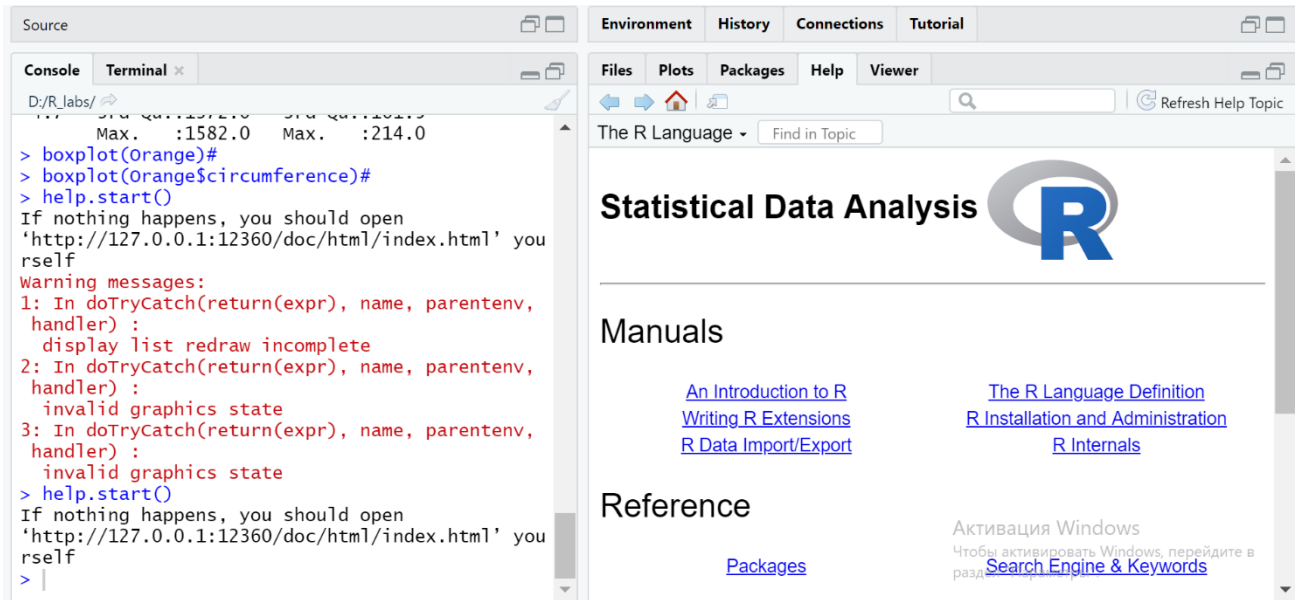 Source
Console Terminal
D:/R_labs/
Max. :1582.0 Max. :214.0
> boxplot(Orange)#
> boxplot(Orange$circumference)#
> help.start()
If nothing happens, you should open
‘http://127.0.0.1:12360/doc/html/index.html’ you
rself
Warning messages:
1: In doTryCatch(return(expr), name, parentenv,
handler) :
display list redraw incomplete
2: In doTryCatch(return(expr), name, parentenv,
handler) :
invalid graphics state
3: In doTryCatch(return(expr), name, parentenv,
handler) :
invalid graphics state
> help.start()
If nothing happens, you should open
‘http://127.0.0.1:12360/doc/html/index.html’ you
rself
>
Environment History Connections Tutorial
Files Plots Packages Help Viewer
Refresh Help Topic
The R Language Find in Topic
Statistical Data Analysis R
Manuals
An Introduction to R The R Language Definition
Writing R Extensions R Installation and Administration
R Data Import/Export R Internals
Reference
Активация Windows
Чтобы активировать Windows, перейдите в
раздел
Packages Search Engine & Keywords